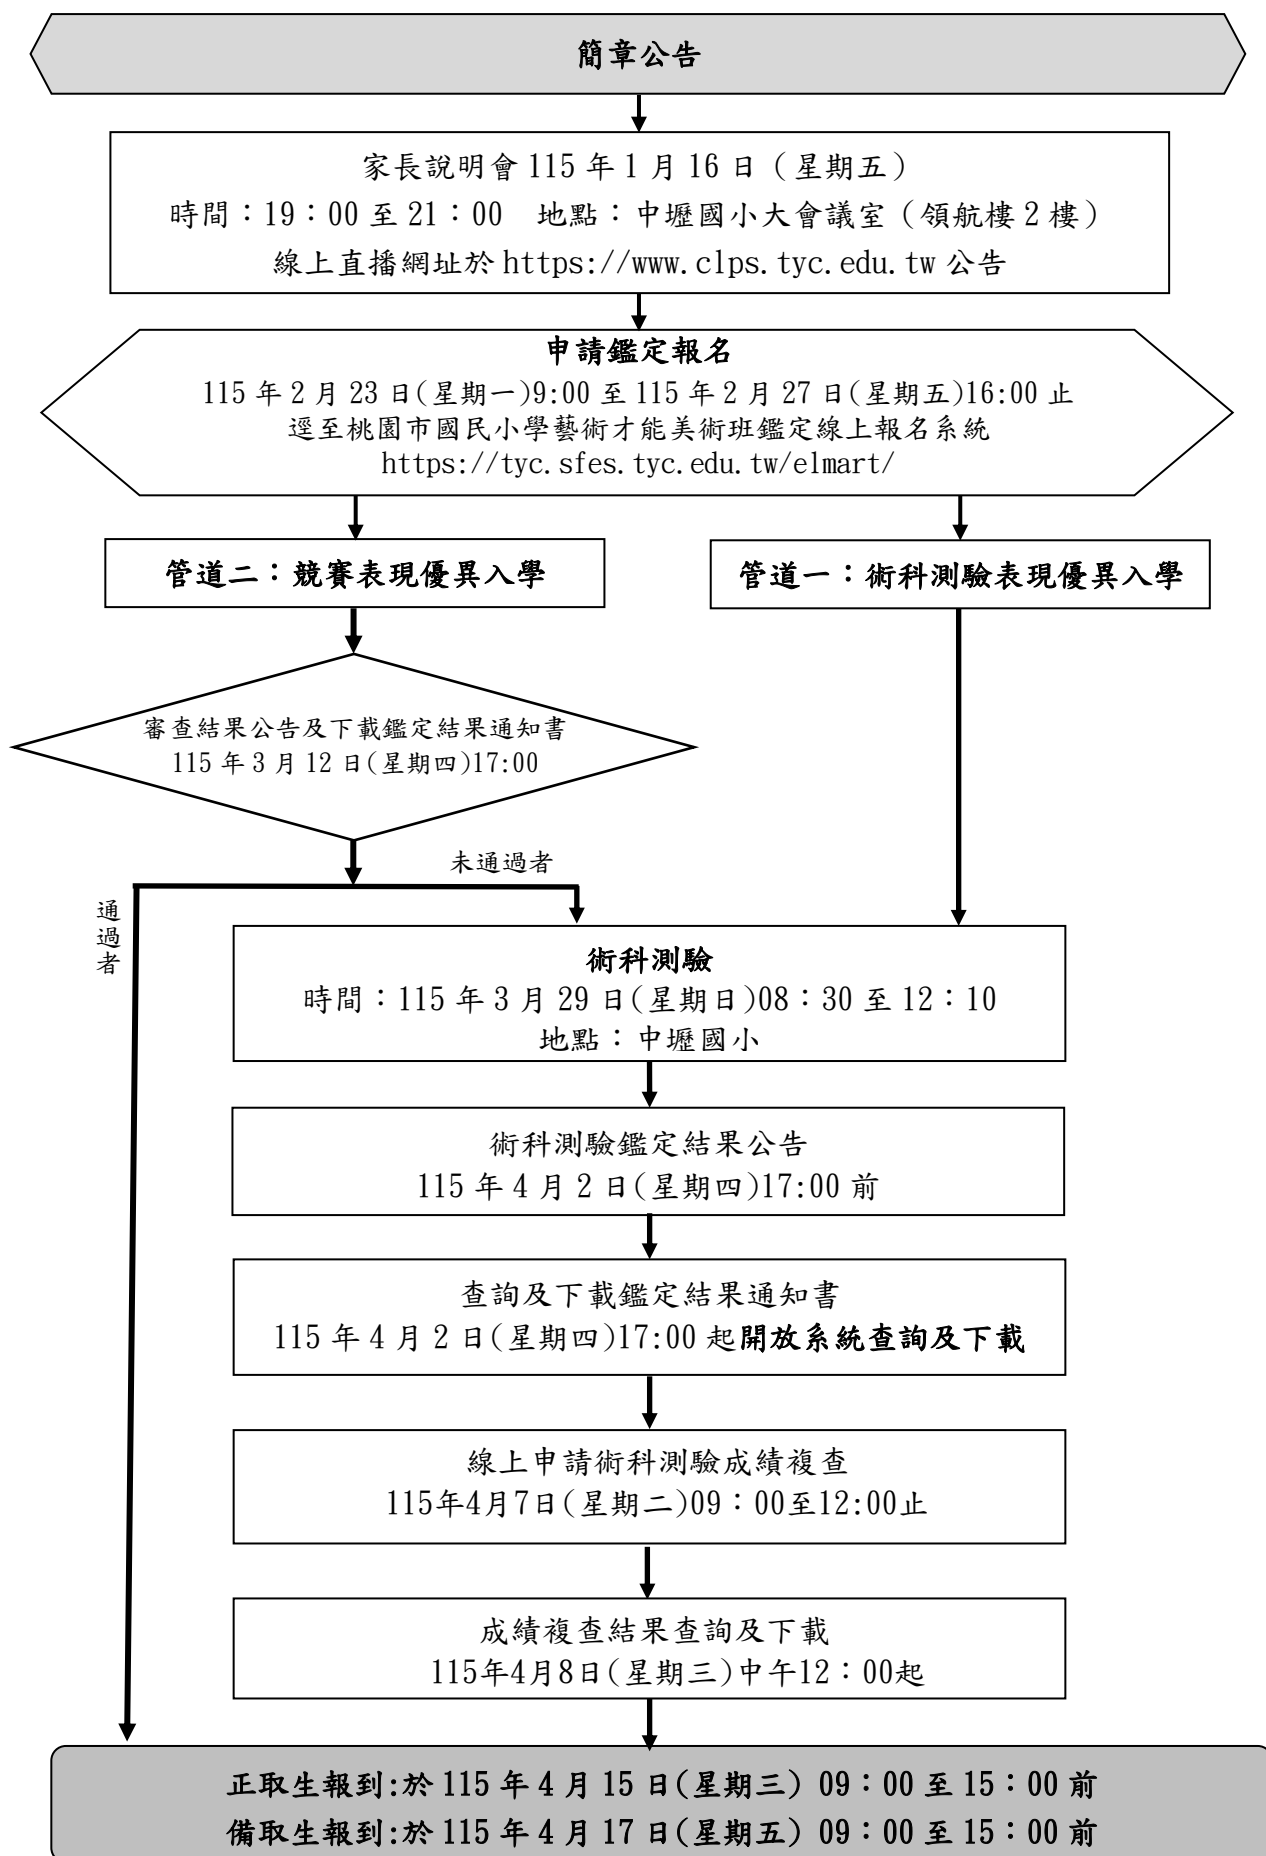 簡章公告
家長說明會 115 年 1 月 16 日（星期五）
時間：19：00 至 21：00　地點：中壢國小大會議室（領航樓 2 樓）
線上直播網址於 https://www.clps.tyc.edu.tw 公告
申請鑑定報名
115 年 2 月 23 日(星期一)9:00 至 115 年 2 月 27 日(星期五)16:00 止
逕至桃園市國民小學藝術才能美術班鑑定線上報名系統
https://tyc.sfes.tyc.edu.tw/elmart/
管道二：競賽表現優異入學
管道一：術科測驗表現優異入學
審查結果公告及下載鑑定結果通知書
115 年 3 月 12 日(星期四)17:00
未通過者
通過者
術科測驗
時間：115 年 3 月 29 日(星期日)08：30 至 12：10
地點：中壢國小
術科測驗鑑定結果公告
115 年 4 月 2 日(星期四)17:00 前
查詢及下載鑑定結果通知書
115 年 4 月 2 日(星期四)17:00 起開放系統查詢及下載
線上申請術科測驗成績複查
115年4月7日(星期二)09：00至12:00止
成績複查結果查詢及下載
115年4月8日(星期三)中午12：00起
正取生報到:於 115 年 4 月 15 日(星期三) 09：00 至 15：00 前
備取生報到:於 115 年 4 月 17 日(星期五) 09：00 至 15：00 前